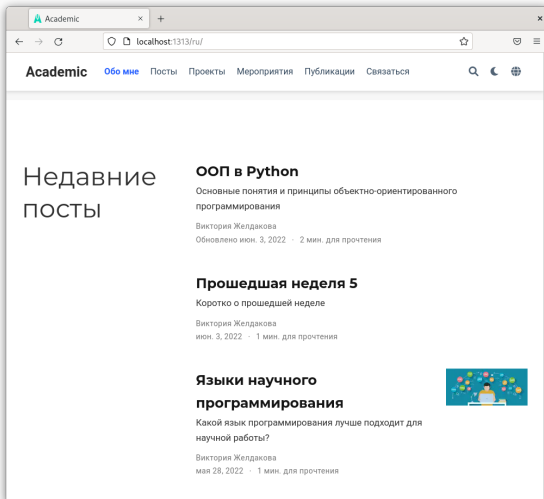 Academic
localhost:1313/ru/
Academic Обо мне Посты Проекты Мероприятия Публикации Связаться
Недавние
посты
ООП в Python
Основные понятия и принципы объектно-ориентированного
программирования
Виктория Желдакова
Обновлено июн. 3, 2022 · 2 мин. для прочтения
Прошедшая неделя 5
Коротко о прошедшей неделе
Виктория Желдакова
июн. 3, 2022 · 1 мин. для прочтения
Языки научного
программирования
Какой язык программирования лучше подходит для
научной работы?
Виктория Желдакова
мая 28, 2022 · 1 мин. для прочтения